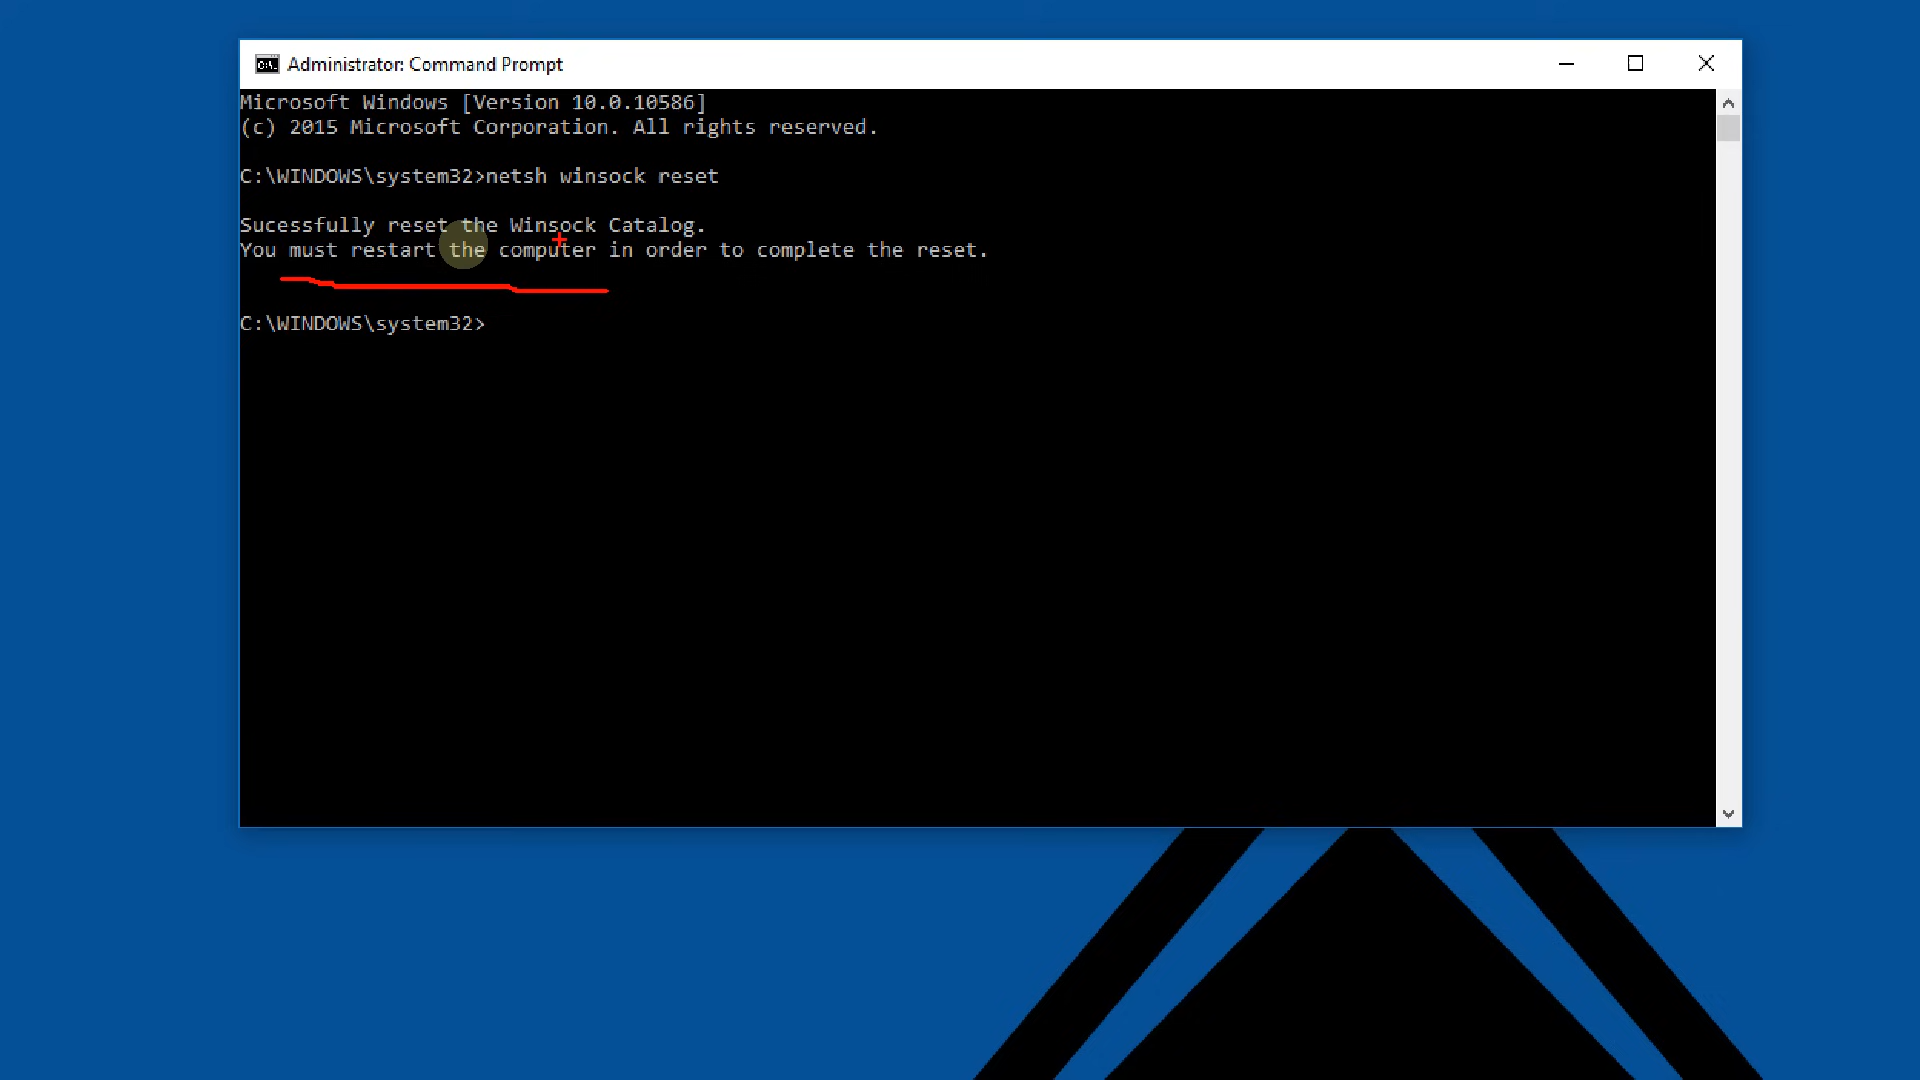 Administrator: Command Prompt
Microsoft Windows [Version 10.0.10586]
(c) 2015 Microsoft Corporation. All rights reserved.
C:\WINDOWS\system32>netsh winsock reset
Sucessfully reset the Winsock Catalog.
You must restart the computer in order to complete the reset.
C:\WINDOWS\system32>